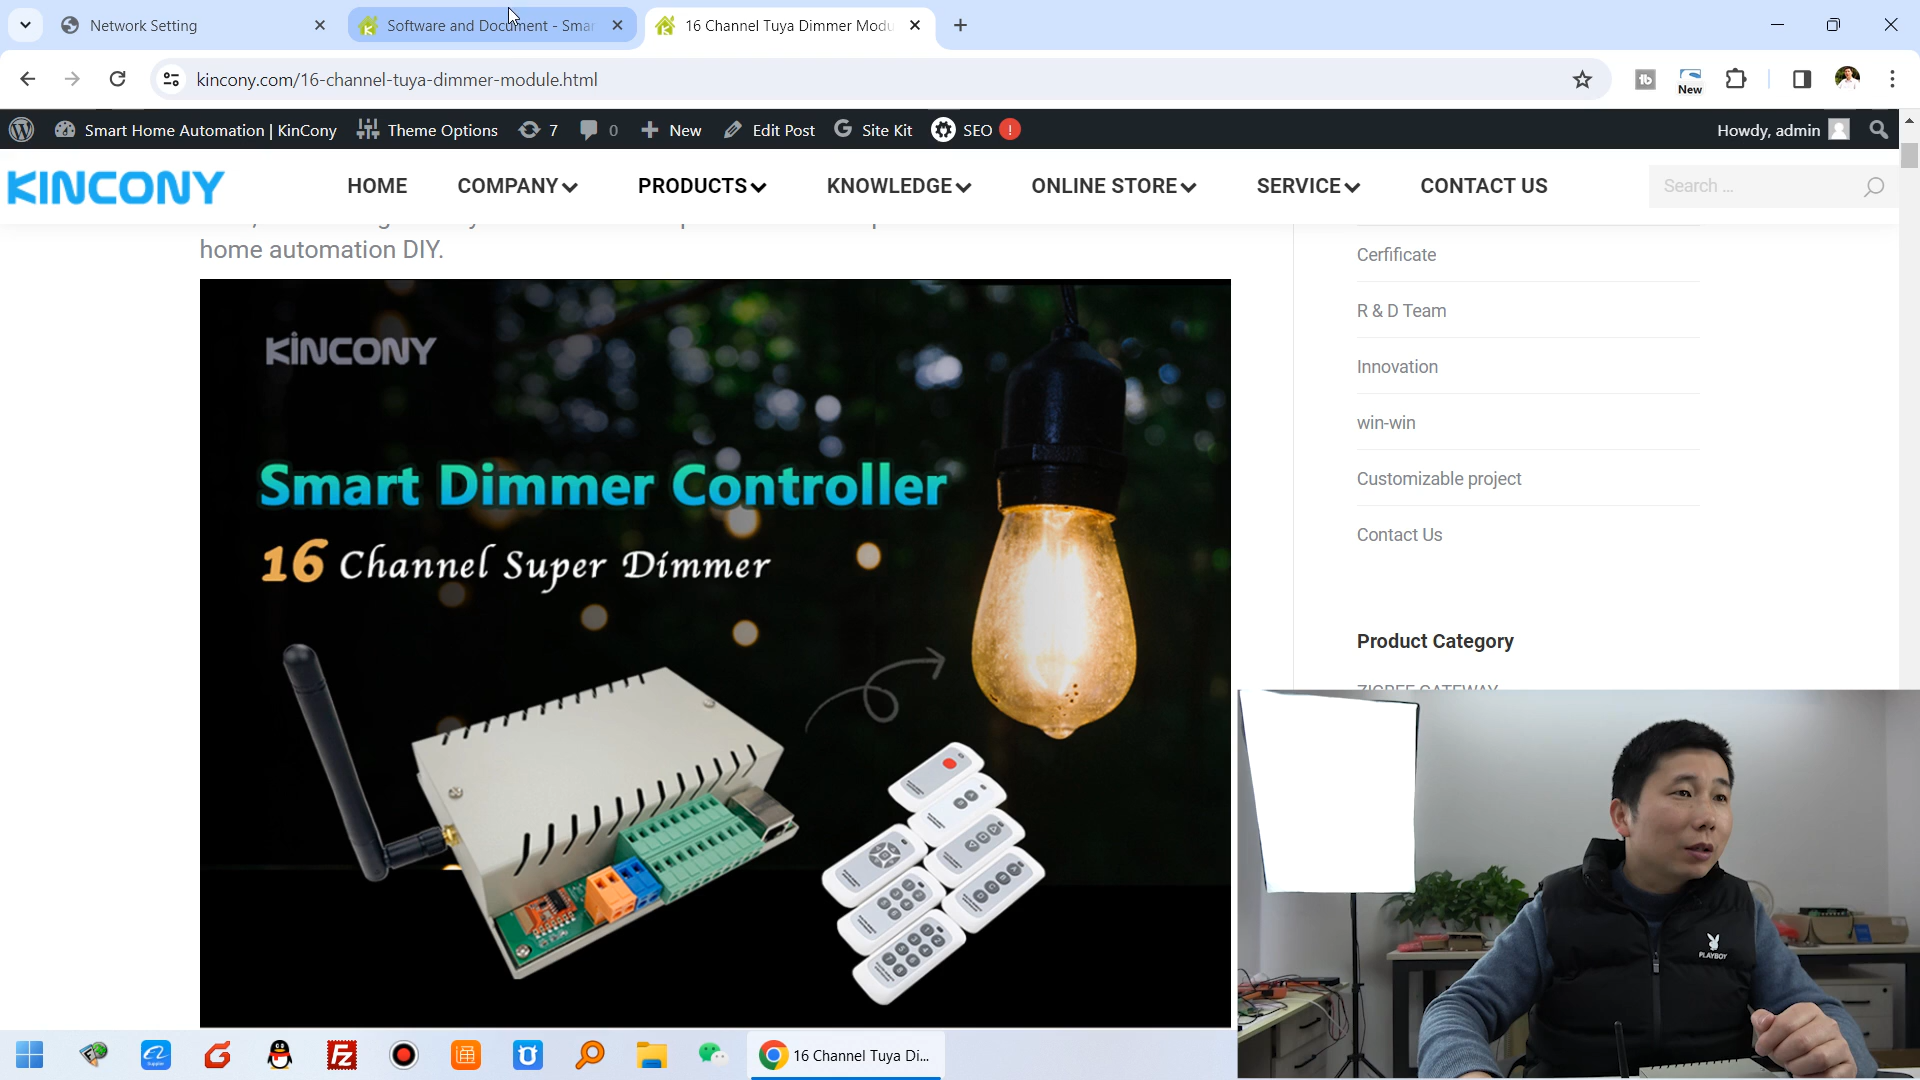 Network Setting
Software and Document - Smar
16 Channel Tuya Dimmer Modu
kincony.com/16-channel-tuya-dimmer-module.html
New
Smart Home Automation | KinCony
Theme Options
7
0
New
Edit Post
Site Kit
SEO
!
Howdy, admin
KINCONY
HOME
COMPANY
PRODUCTS
KNOWLEDGE
ONLINE STORE
SERVICE
CONTACT US
Search ...
home automation DIY.
Cerfificate
R & D Team
Innovation
win-win
Customizable project
Contact Us
Product Category
ZIGBEE GATEWAY
KINCONY
Smart Dimmer Controller
16 Channel Super Dimmer
PLAYBOY
16 Channel Tuya Di...